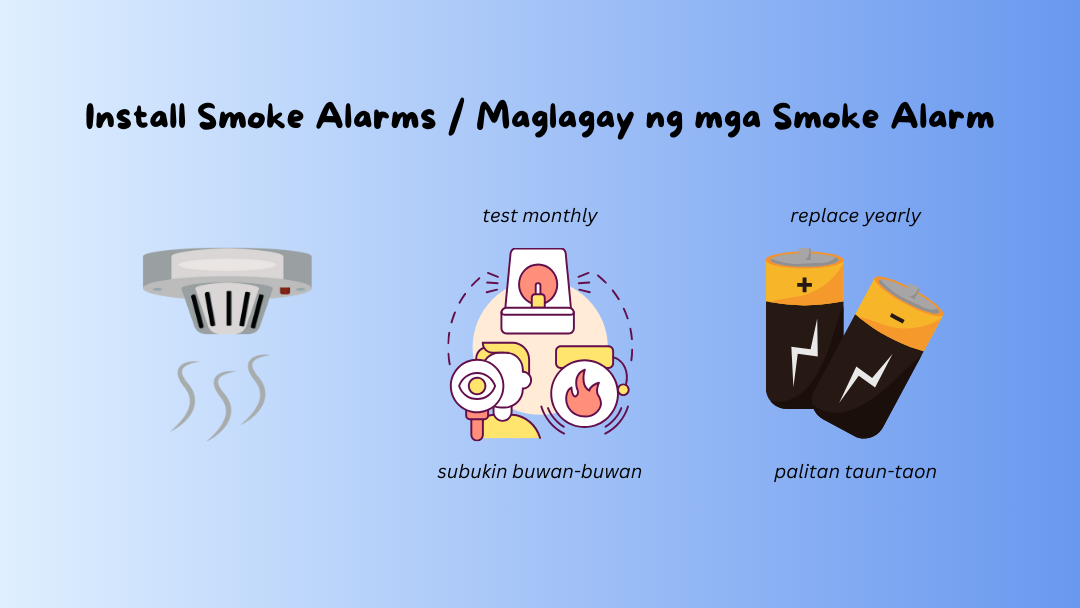 Install Smoke Alarms / Maglagay ng mga Smoke Alarm
test monthly
subukin buwan-buwan
replace yearly
+
-
palitan taun-taon